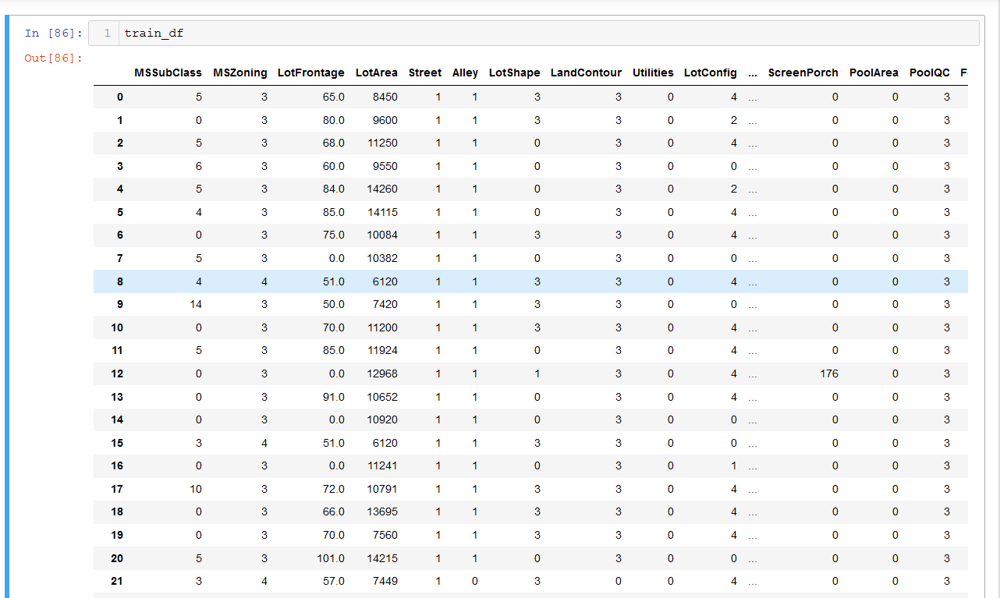 In [86]: 1 train_df
Out[86]:
MSSubClass MSZoning LotFrontage LotArea Street Alley LotShape LandContour Utilities LotConfig ... ScreenPorch PoolArea PoolQC
0 5 3 65.0 8450 1 1 3 3 0 4 ... 0 0 3
1 0 3 80.0 9600 1 1 3 3 0 2 ... 0 0 3
2 5 3 68.0 11250 1 1 0 3 0 4 ... 0 0 3
3 6 3 60.0 9550 1 1 0 3 0 0 ... 0 0 3
4 5 3 84.0 14260 1 1 0 3 0 2 ... 0 0 3
5 4 3 85.0 14115 1 1 0 3 0 4 ... 0 0 3
6 0 3 75.0 10084 1 1 3 3 0 4 ... 0 0 3
7 5 3 0.0 10382 1 1 0 3 0 0 ... 0 0 3
8 4 4 51.0 6120 1 1 3 3 0 4 ... 0 0 3
9 14 3 50.0 7420 1 1 3 3 0 0 ... 0 0 3
10 0 3 70.0 11200 1 1 3 3 0 4 ... 0 0 3
11 5 3 85.0 11924 1 1 0 3 0 4 ... 0 0 3
12 0 3 0.0 12968 1 1 1 3 0 4 ... 176 0 3
13 0 3 91.0 10652 1 1 0 3 0 4 ... 0 0 3
14 0 3 0.0 10920 1 1 0 3 0 0 ... 0 0 3
15 3 4 51.0 6120 1 1 3 3 0 0 ... 0 0 3
16 0 3 0.0 11241 1 1 0 3 0 1 ... 0 0 3
17 10 3 72.0 10791 1 1 3 3 0 4 ... 0 0 3
18 0 3 66.0 13695 1 1 3 3 0 4 ... 0 0 3
19 0 3 70.0 7560 1 1 3 3 0 4 ... 0 0 3
20 5 3 101.0 14215 1 1 0 3 0 0 ... 0 0 3
21 3 4 57.0 7449 1 0 3 0 0 4 ... 0 0 3